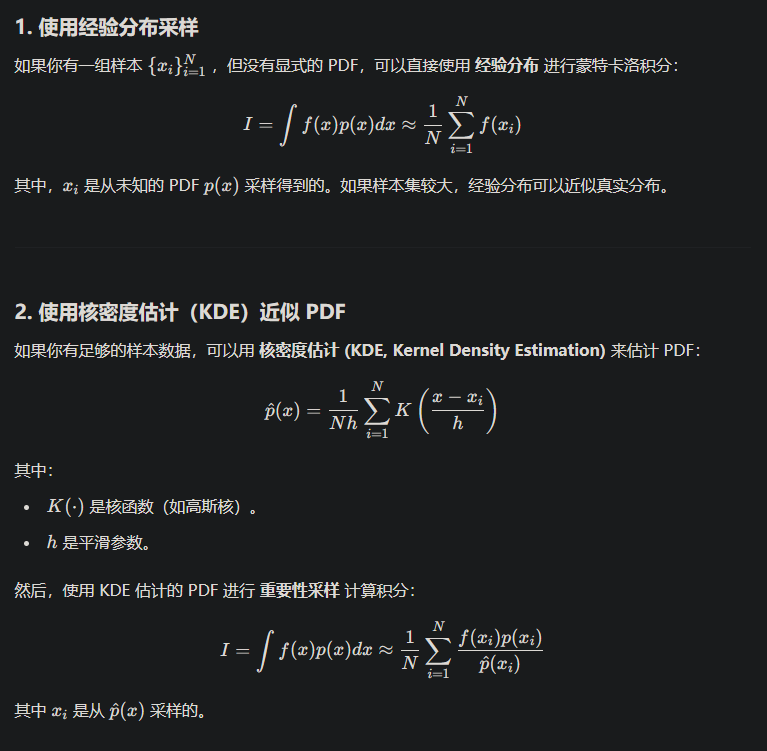 1. 使用经验分布采样
如果你有一组样本 {x_i}_{i=1}^N ，但没有显式的 PDF，可以直接使用 经验分布 进行蒙特卡洛积分：
I = ∫ f(x)p(x)dx ≈ \frac{1}{N} \sum_{i=1}^{N} f(x_i)
其中，x_i 是从未知的 PDF p(x) 采样得到的。如果样本集较大，经验分布可以近似真实分布。
2. 使用核密度估计（KDE）近似 PDF
如果你有足够的样本数据，可以用 核密度估计 (KDE, Kernel Density Estimation) 来估计 PDF：
\hat{p}(x) = \frac{1}{Nh} \sum_{i=1}^{N} K \left( \frac{x - x_i}{h} \right)
其中：
• K(·) 是核函数（如高斯核）。
• h 是平滑参数。
然后，使用 KDE 估计的 PDF 进行 重要性采样 计算积分：
I = ∫ f(x)p(x)dx ≈ \frac{1}{N} \sum_{i=1}^{N} \frac{f(x_i)p(x_i)}{\hat{p}(x_i)}
其中 x_i 是从 \hat{p}(x) 采样的。